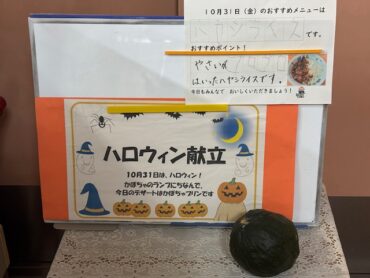 10月31日（金）のおすすめメニューは
ハヤシライス です。
おすすめポイント！
やさいが
はいったハヤシライスです。
今日もみんなで おいしくいただきましょう！
ハロウィン献立
10月31日は、ハロウィン！
かぼちゃのランプにちなんで、
今日のデザートはかぼちゃプリンです